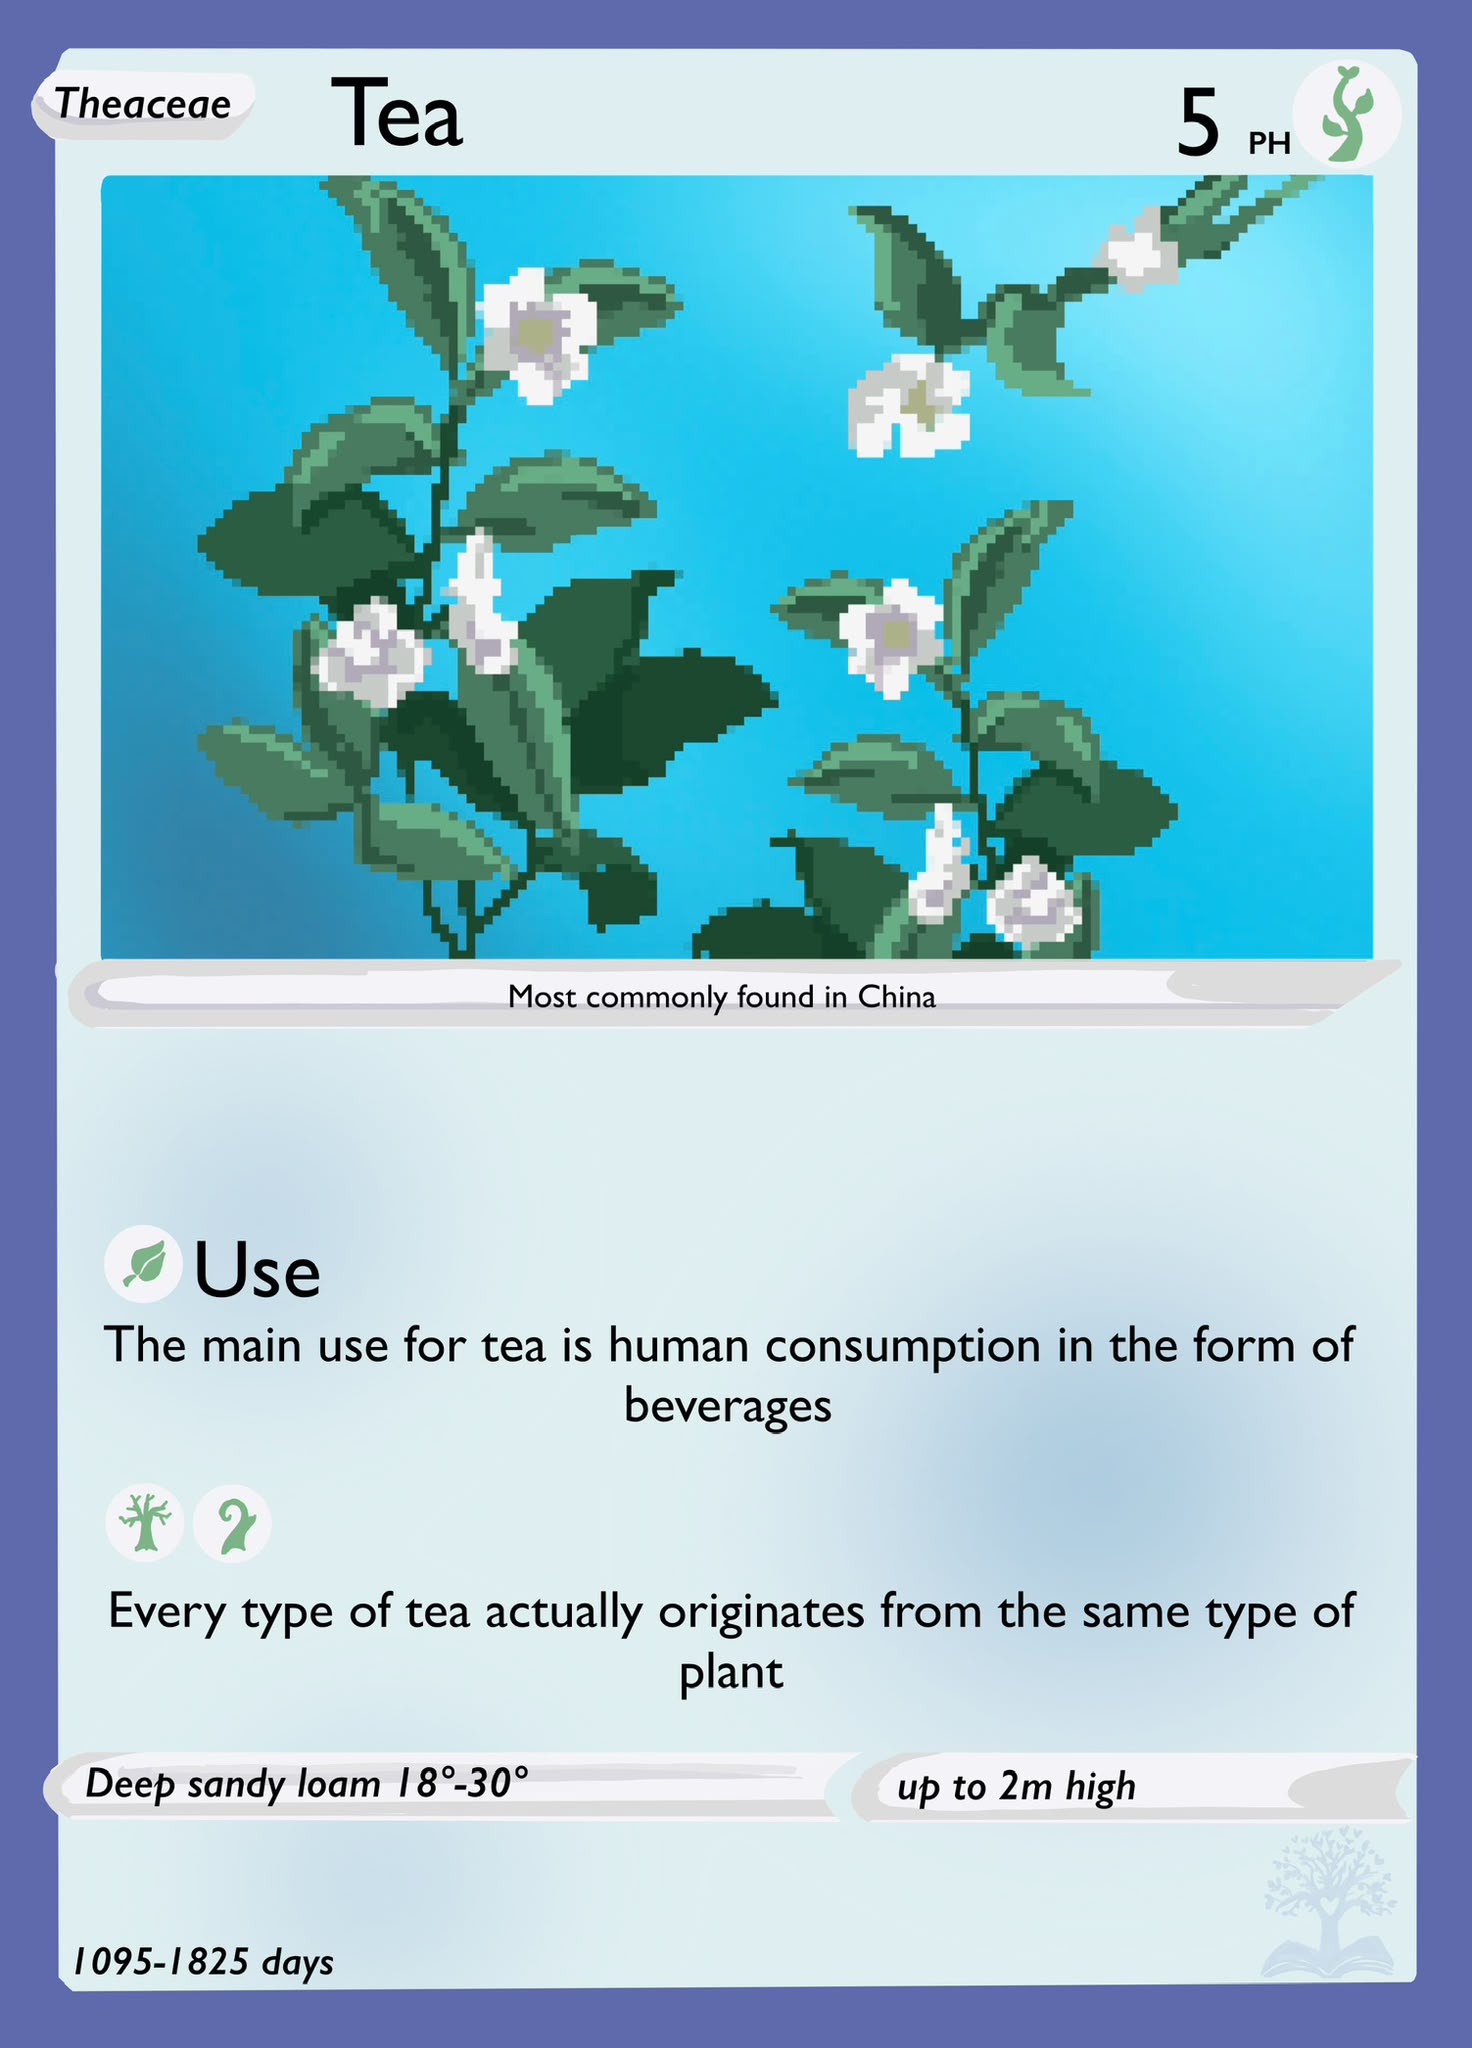 Theaceae
Tea
5 PH
Most commonly found in China
Use
The main use for tea is human consumption in the form of
beverages
Every type of tea actually originates from the same type of
plant
Deep sandy loam 18°-30°
up to 2m high
1095-1825 days